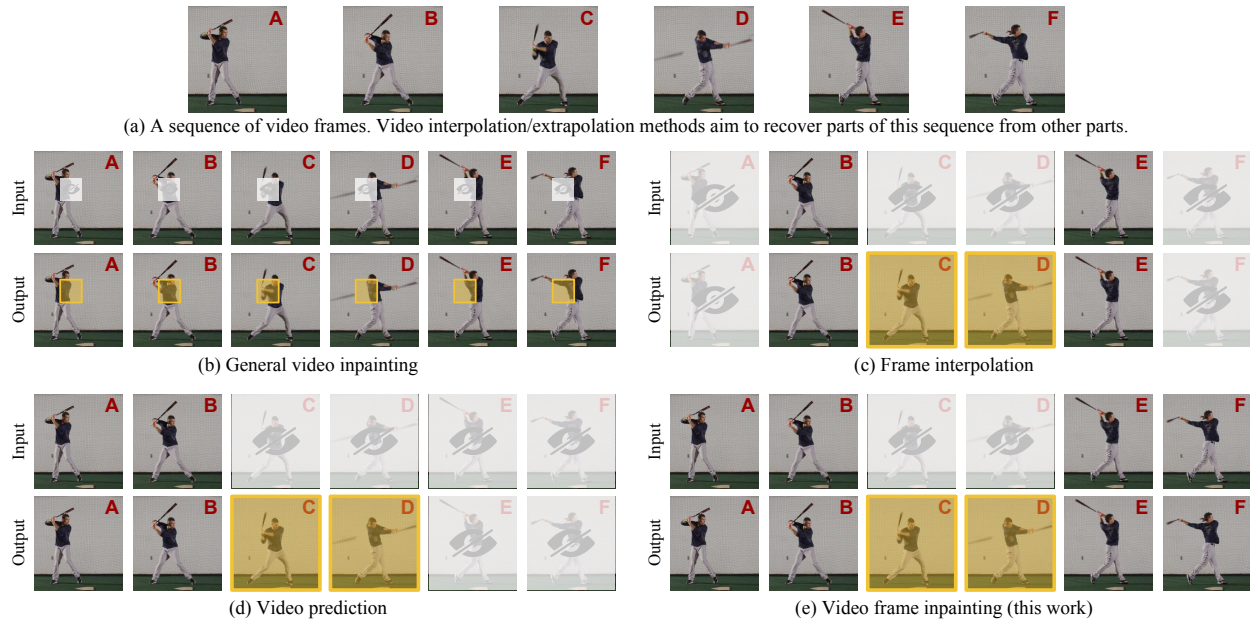 A B C D E F
(a) A sequence of video frames. Video interpolation/extrapolation methods aim to recover parts of this sequence from other parts.
Input A B C D E F
Output A B C D E F
(b) General video inpainting
Input A B C D E F
Output A B C D E F
(c) Frame interpolation
Input A B C D E F
Output A B C D E F
(d) Video prediction
Input A B C D E F
Output A B C D E F
(e) Video frame inpainting (this work)